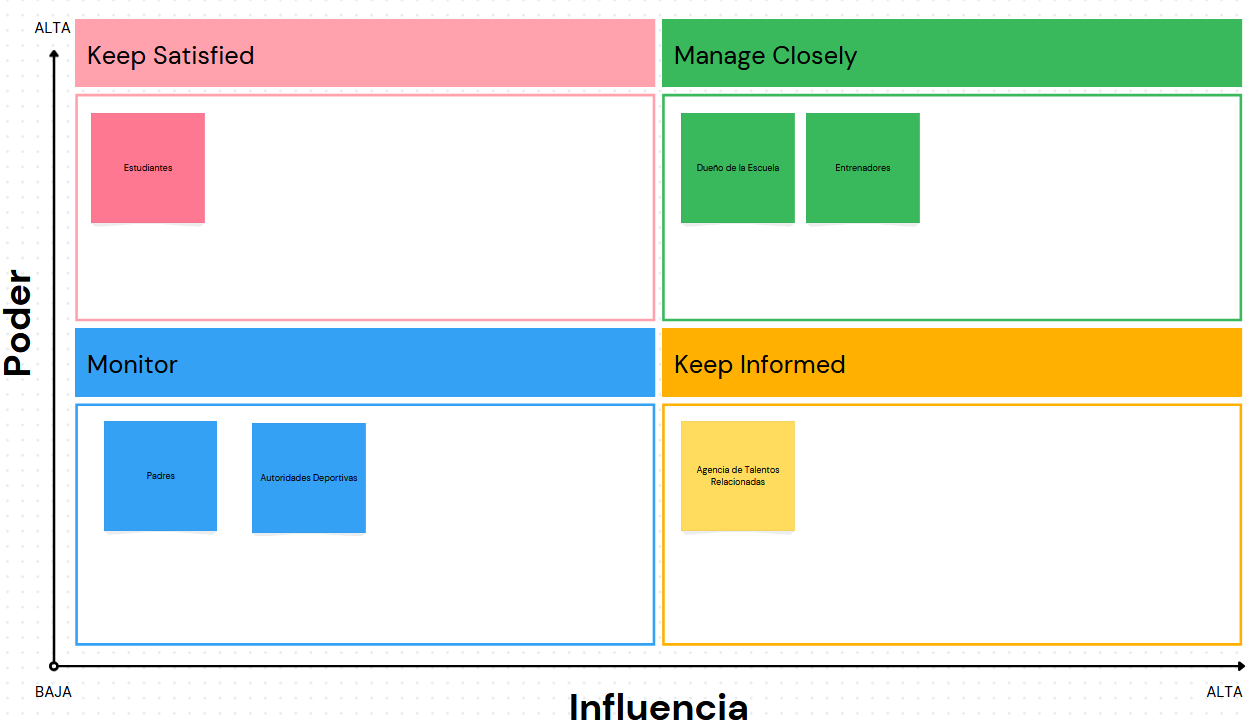 ALTA
Keep Satisfied
Manage Closely
Estudiantes
Dueño de la Escuela
Entrenadores
Poder
Monitor
Keep Informed
Padres
Autoridades Deportivas
Agencia de Talentos
Relacionadas
BAJA
ALTA
Influencia